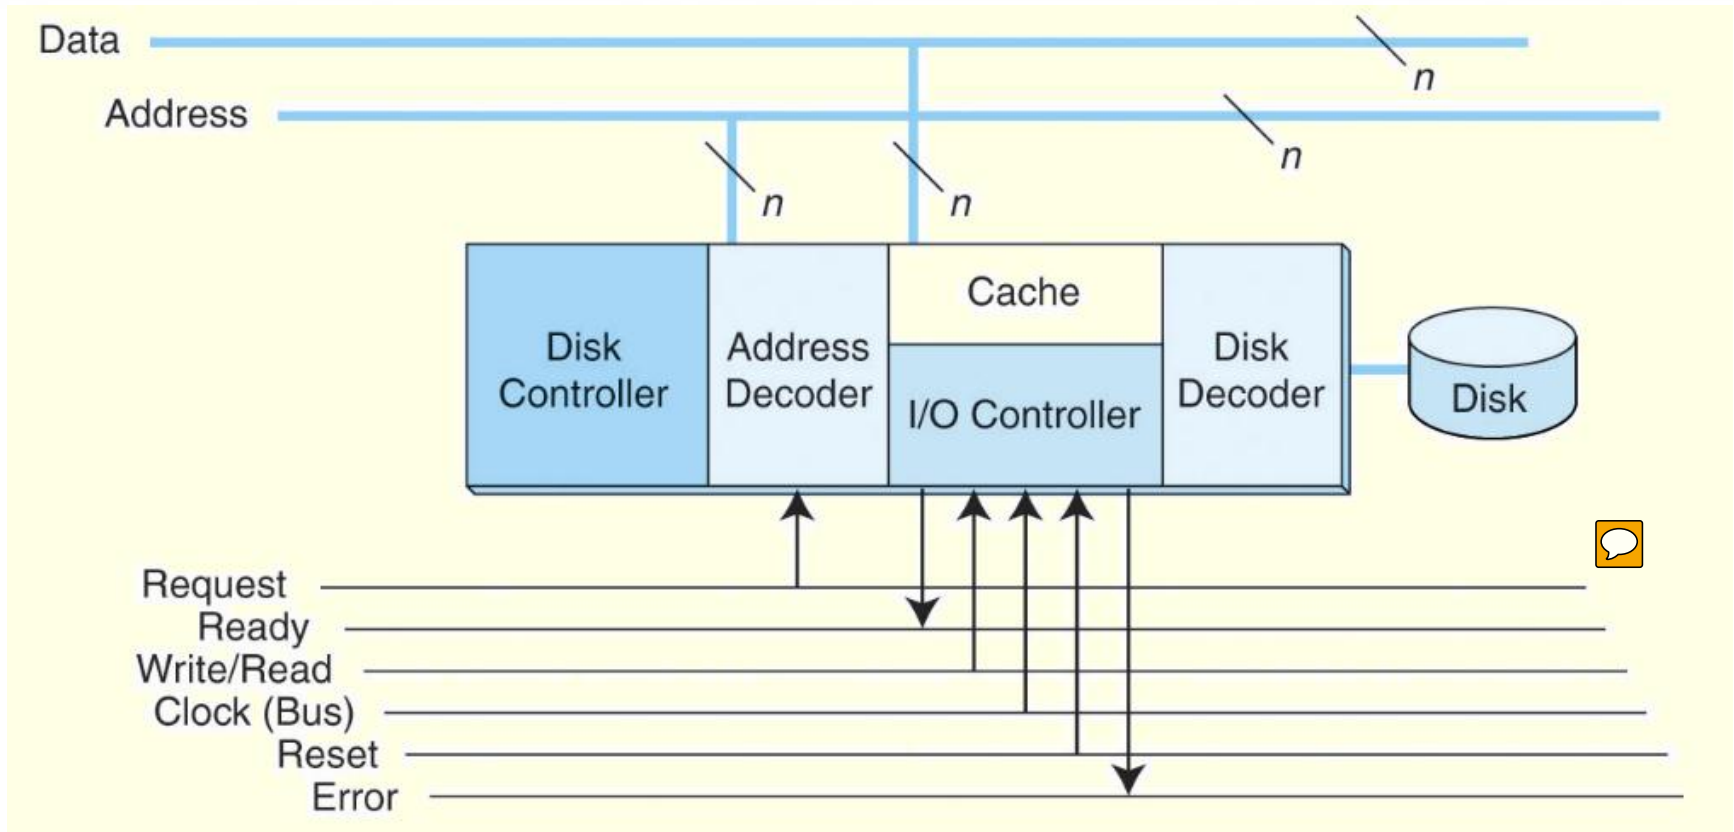 Data
n
Address
n
n
n
Disk
Controller
Address
Decoder
Cache
I/O Controller
Disk
Decoder
Disk
Request
Ready
Write/Read
Clock (Bus)
Reset
Error